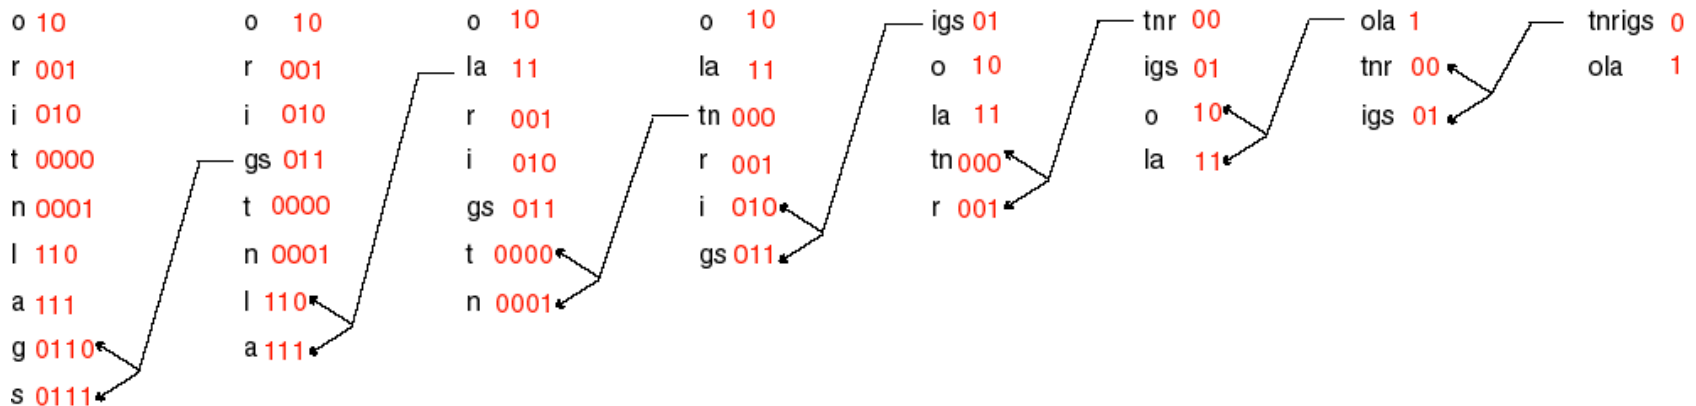 o 10 o 10 o 10 o 10 igs 01 tnr 00 ola 1 tnrigs 0
r 001 r 001 la 11 la 11 o 10 igs 01 tnr 00 ola 1
i 010 i 010 r 001 tn 000 la 11 o 10 igs 01
t 0000 gs 011 i 010 r 001 tn 000 la 11
n 0001 t 0000 gs 011 i 010 r 001
l 110 n 0001 t 0000 gs 011
a 111 l 110 n 0001
g 0110 a 111
s 0111